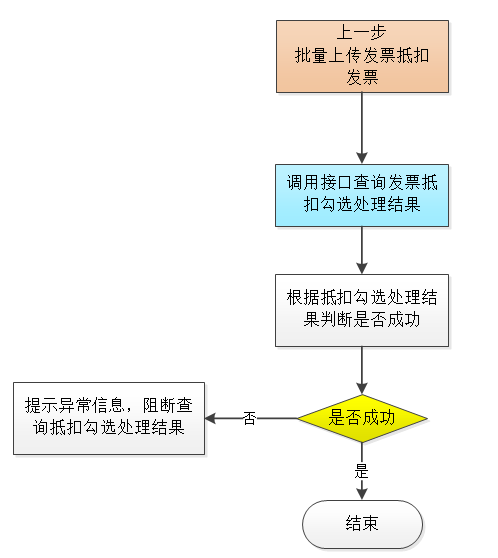 上一步
批量上传发票抵扣
发票
调用接口查询发票抵
扣勾选处理结果
根据抵扣勾选处理结
果判断是否成功
是否成功
否
提示异常信息，阻断查
询抵扣勾选处理结果
是
结束